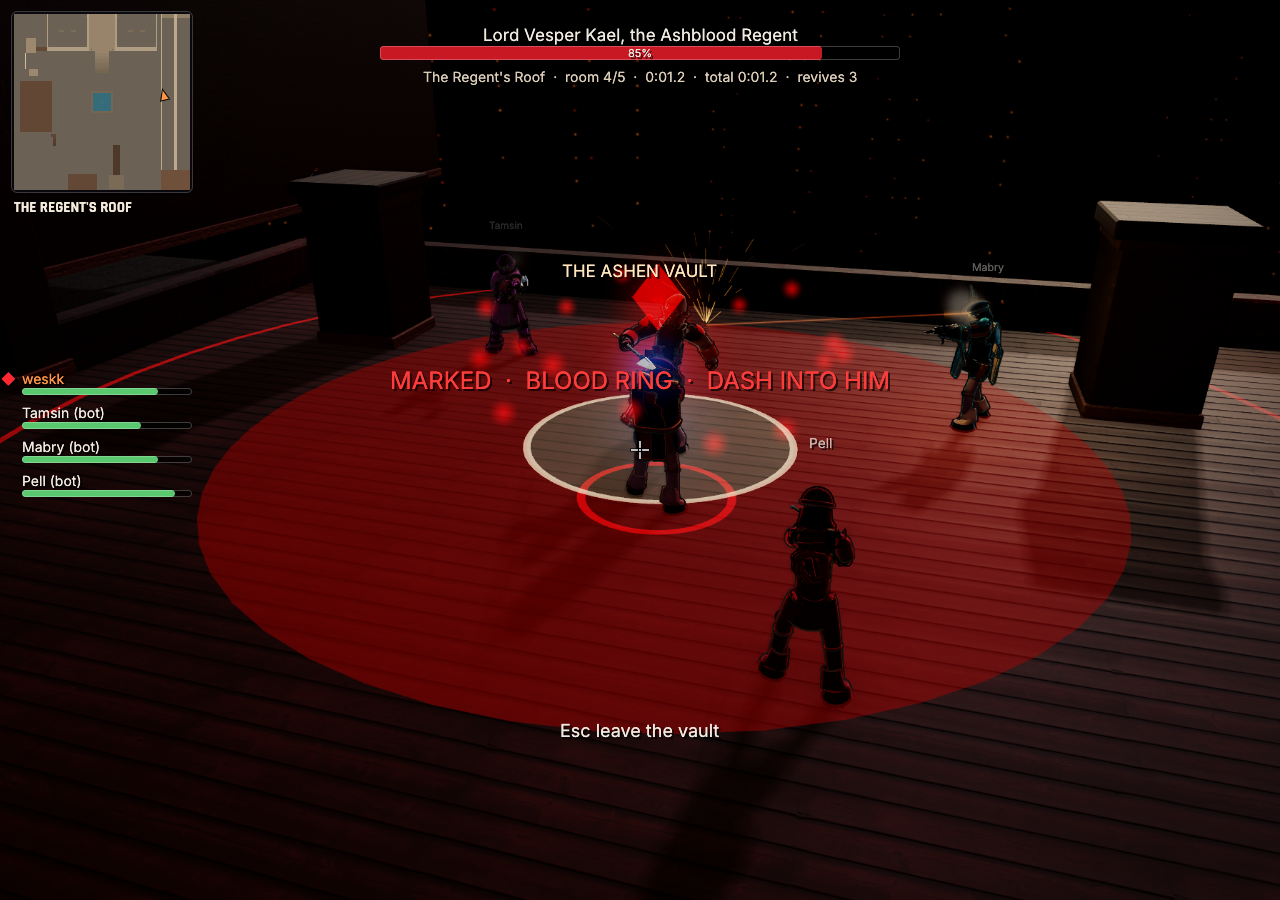 Lord Vesper Kael, the Ashblood Regent
85%
The Regent's Roof · room 4/5 · 0:01.2 · total 0:01.2 · revives 3
THE REGENT'S ROOF
Tamsin
THE ASHEN VAULT
Mabry
MARKED · BLOOD RING · DASH INTO HIM
weskk
Tamsin (bot)
Mabry (bot)
Pell (bot)
Pell
Esc leave the vault